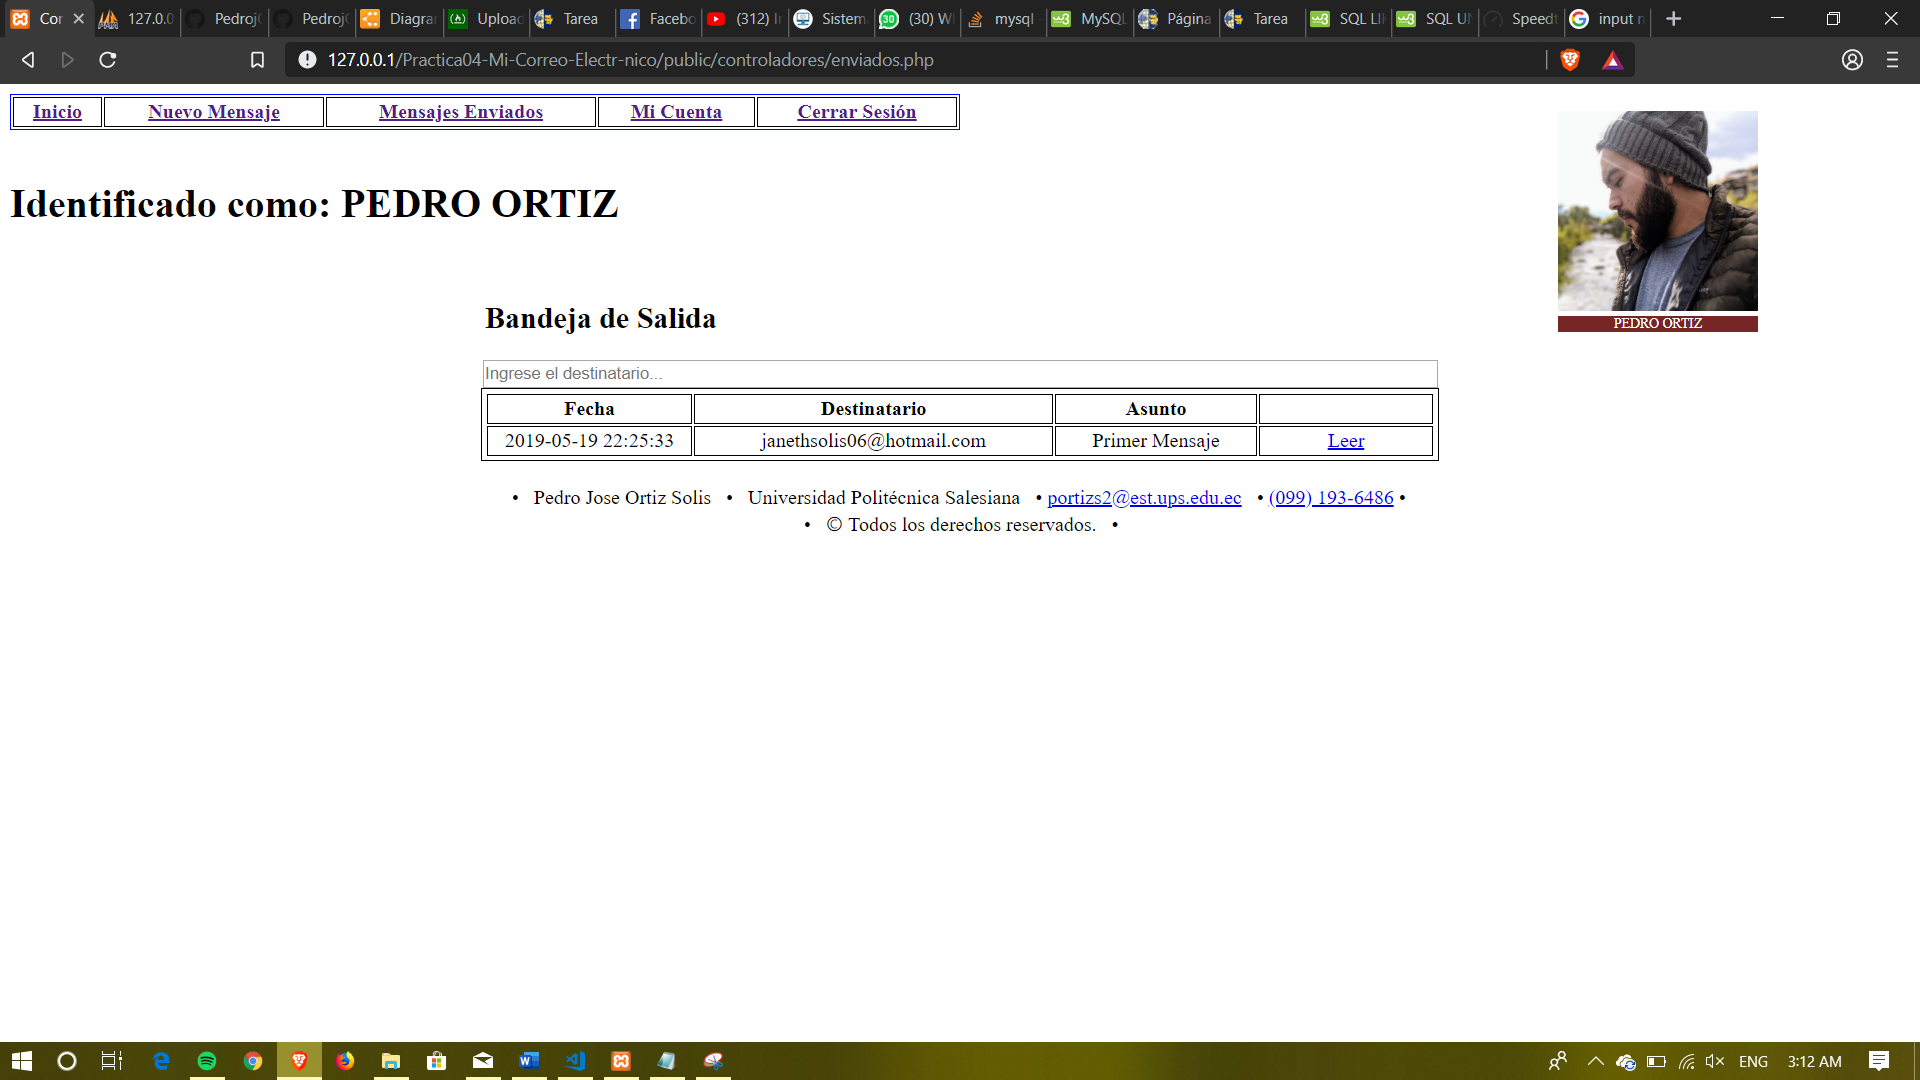 Cor
127.0.0
Pedroj
Pedroj
Diagra
Upload
Tarea
Facebo
(312) I
Sistem
(30) W
mysql
MySQL
Página
Tarea
SQL LI
SQL U
Speedt
input
127.0.0.1/Practica04-Mi-Correo-Electr-nico/public/controladores/enviados.php
Inicio Nuevo Mensaje Mensajes Enviados Mi Cuenta Cerrar Sesión
Identificado como: PEDRO ORTIZ
PEDRO ORTIZ
Bandeja de Salida
Ingrese el destinatario...
Fecha Destinatario Asunto
2019-05-19 22:25:33 janethsolis06@hotmail.com Primer Mensaje Leer
• Pedro Jose Ortiz Solis • Universidad Politécnica Salesiana • portizs2@est.ups.edu.ec • (099) 193-6486 •
• © Todos los derechos reservados. •
ENG 3:12 AM